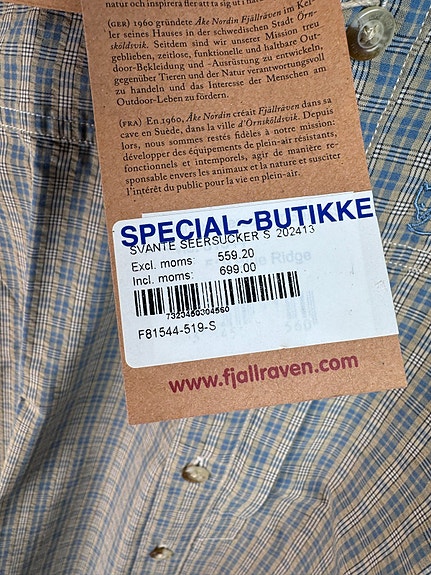 natur och inspirera fler att ta sig ut i nat
(GER) 1960 gründete Åke Nordin Fjällräven im Kel-
ler seines Hauses in der schwedischen Stadt Örn-
sköldsvik. Seitdem sind wir unserer Mission treu
geblieben, zeitlose, funktionelle und haltbare Out-
door-Bekleidung und -Ausrüstung zu entwickeln,
gegenüber Tieren und der Natur verantwortungsvoll
zu handeln und das Interesse der Menschen am
Outdoor-Leben zu fördern.
(FRA) En 1960, Åke Nordin créait Fjällräven dans sa
cave en Suède, dans la ville d'Örnsköldsvik. Depuis
lors, nous sommes restés fidèles à notre mission:
développer des équipements de plein-air résistants,
fonctionnels et intemporels, agir de manière re-
sponsable envers les animaux et la nature et susciter
l'intérêt du public pour la vie en plein-air.
SPECIAL~BUTIKKE
SVANTE SEERSUCKER S 202413
Excl. moms: 559.20
Incl. moms: 699.00
7323450304560
F81544-519-S
www.fjallraven.com